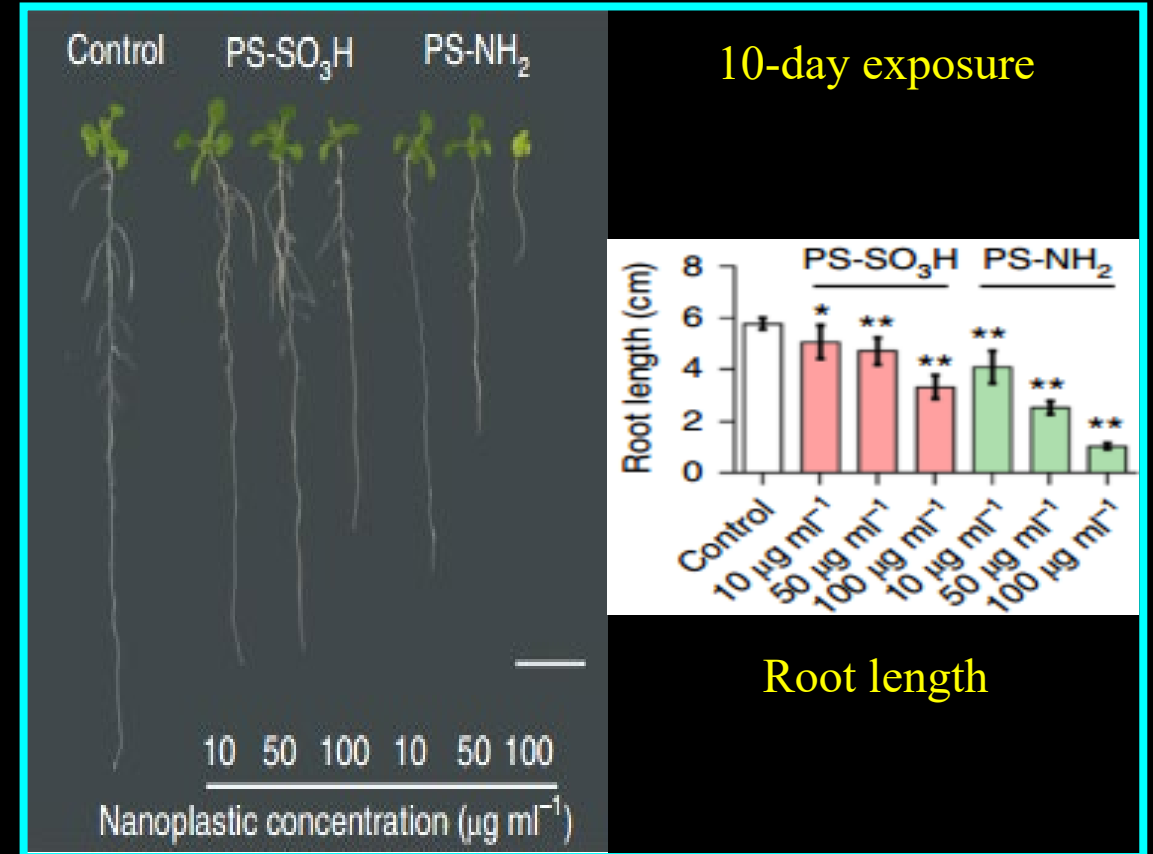 Control PS-SO₃H PS-NH₂
10 50 100 10 50 100
Nanoplastic concentration (µg ml⁻¹)
10-day exposure
PS-SO₃H PS-NH₂
Root length (cm)
8
6
4
2
0
* ** ** ** ** **
Control
10 µg ml⁻¹
50 µg ml⁻¹
100 µg ml⁻¹
10 µg ml⁻¹
50 µg ml⁻¹
100 µg ml⁻¹
Root length